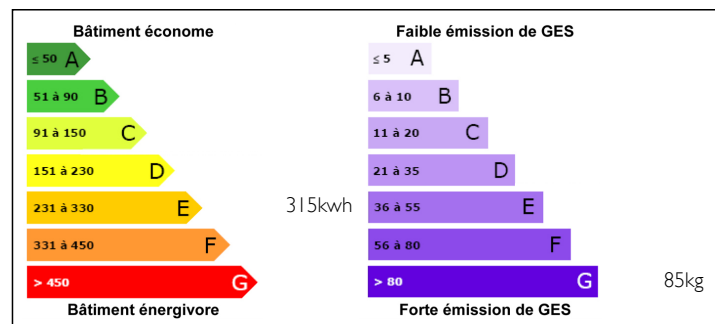 Bâtiment économe
≤ 50 A
51 à 90 B
91 à 150 C
151 à 230 D
231 à 330 E 315kwh
331 à 450 F
> 450 G
Bâtiment énergivore
Faible émission de GES
≤ 5 A
6 à 10 B
11 à 20 C
21 à 35 D
36 à 55 E
56 à 80 F
> 80 G 85kg
Forte émission de GES